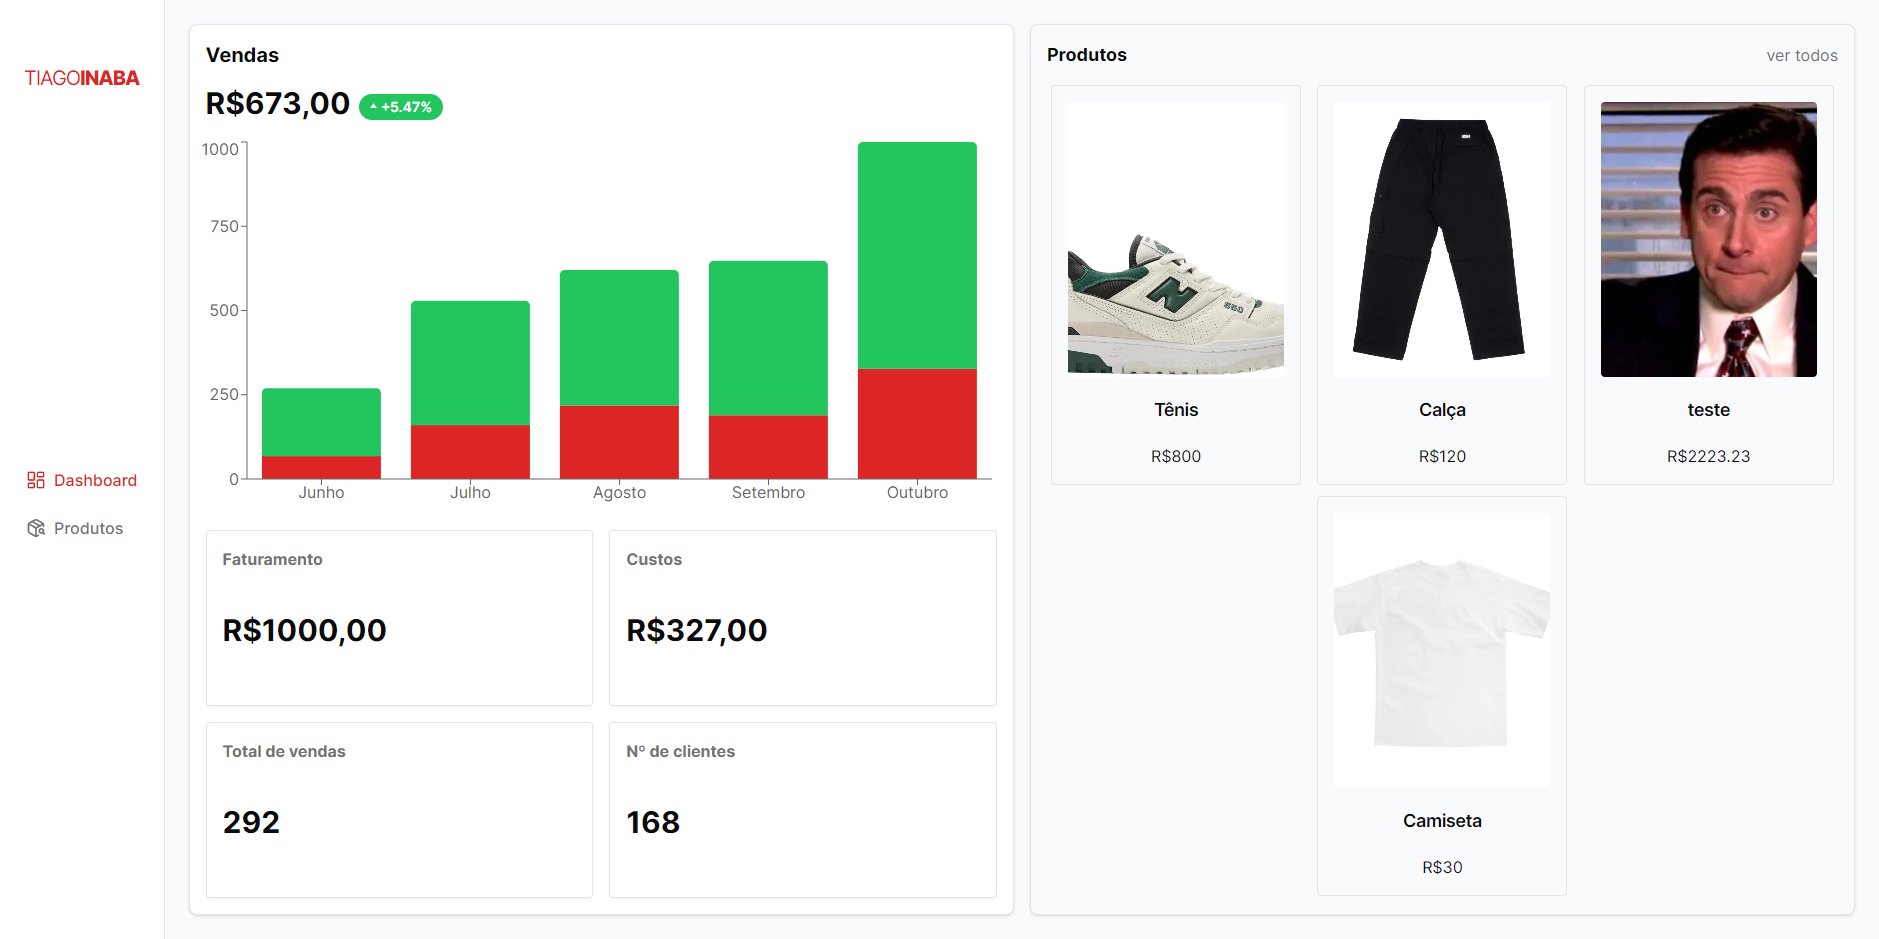 TIAGOINABA
Dashboard
Produtos
Vendas
R$673,00 +5.47%
1000
750
500
250
0
Junho Julho Agosto Setembro Outubro
Faturamento
R$1000,00
Custos
R$327,00
Total de vendas
292
Nº de clientes
168
Produtos
ver todos
N
550
Tênis
R$800
Calça
R$120
teste
R$2223.23
Camiseta
R$30